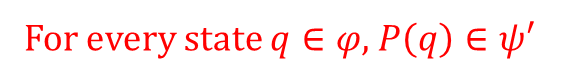 For every state q ∈ φ, P(q) ∈ ψ′